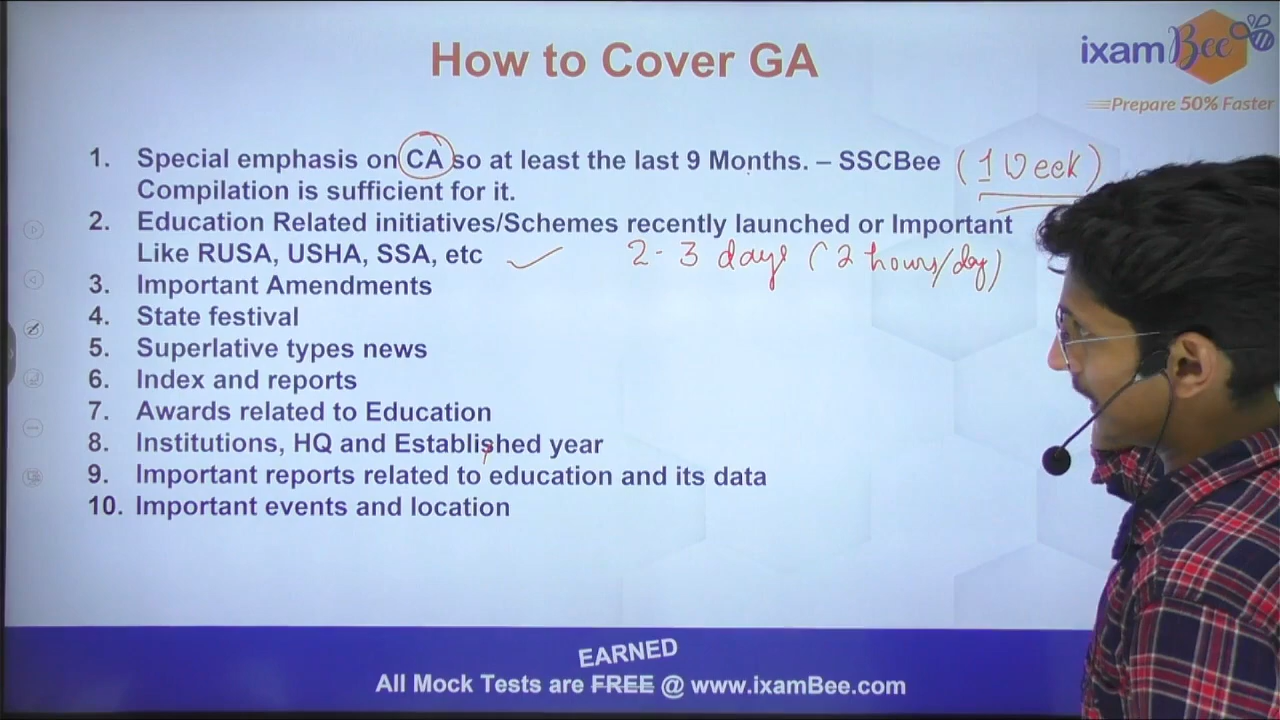 How to Cover GA
ixamBee
Prepare 50% Faster
1. Special emphasis on CA so at least the last 9 Months. – SSCBee (1 Week)
Compilation is sufficient for it.
2. Education Related initiatives/Schemes recently launched or Important
Like RUSA, USHA, SSA, etc 2-3 days (2 hours/day)
3. Important Amendments
4. State festival
5. Superlative types news
6. Index and reports
7. Awards related to Education
8. Institutions, HQ and Established year
9. Important reports related to education and its data
10. Important events and location
EARNED
All Mock Tests are FREE @ www.ixamBee.com